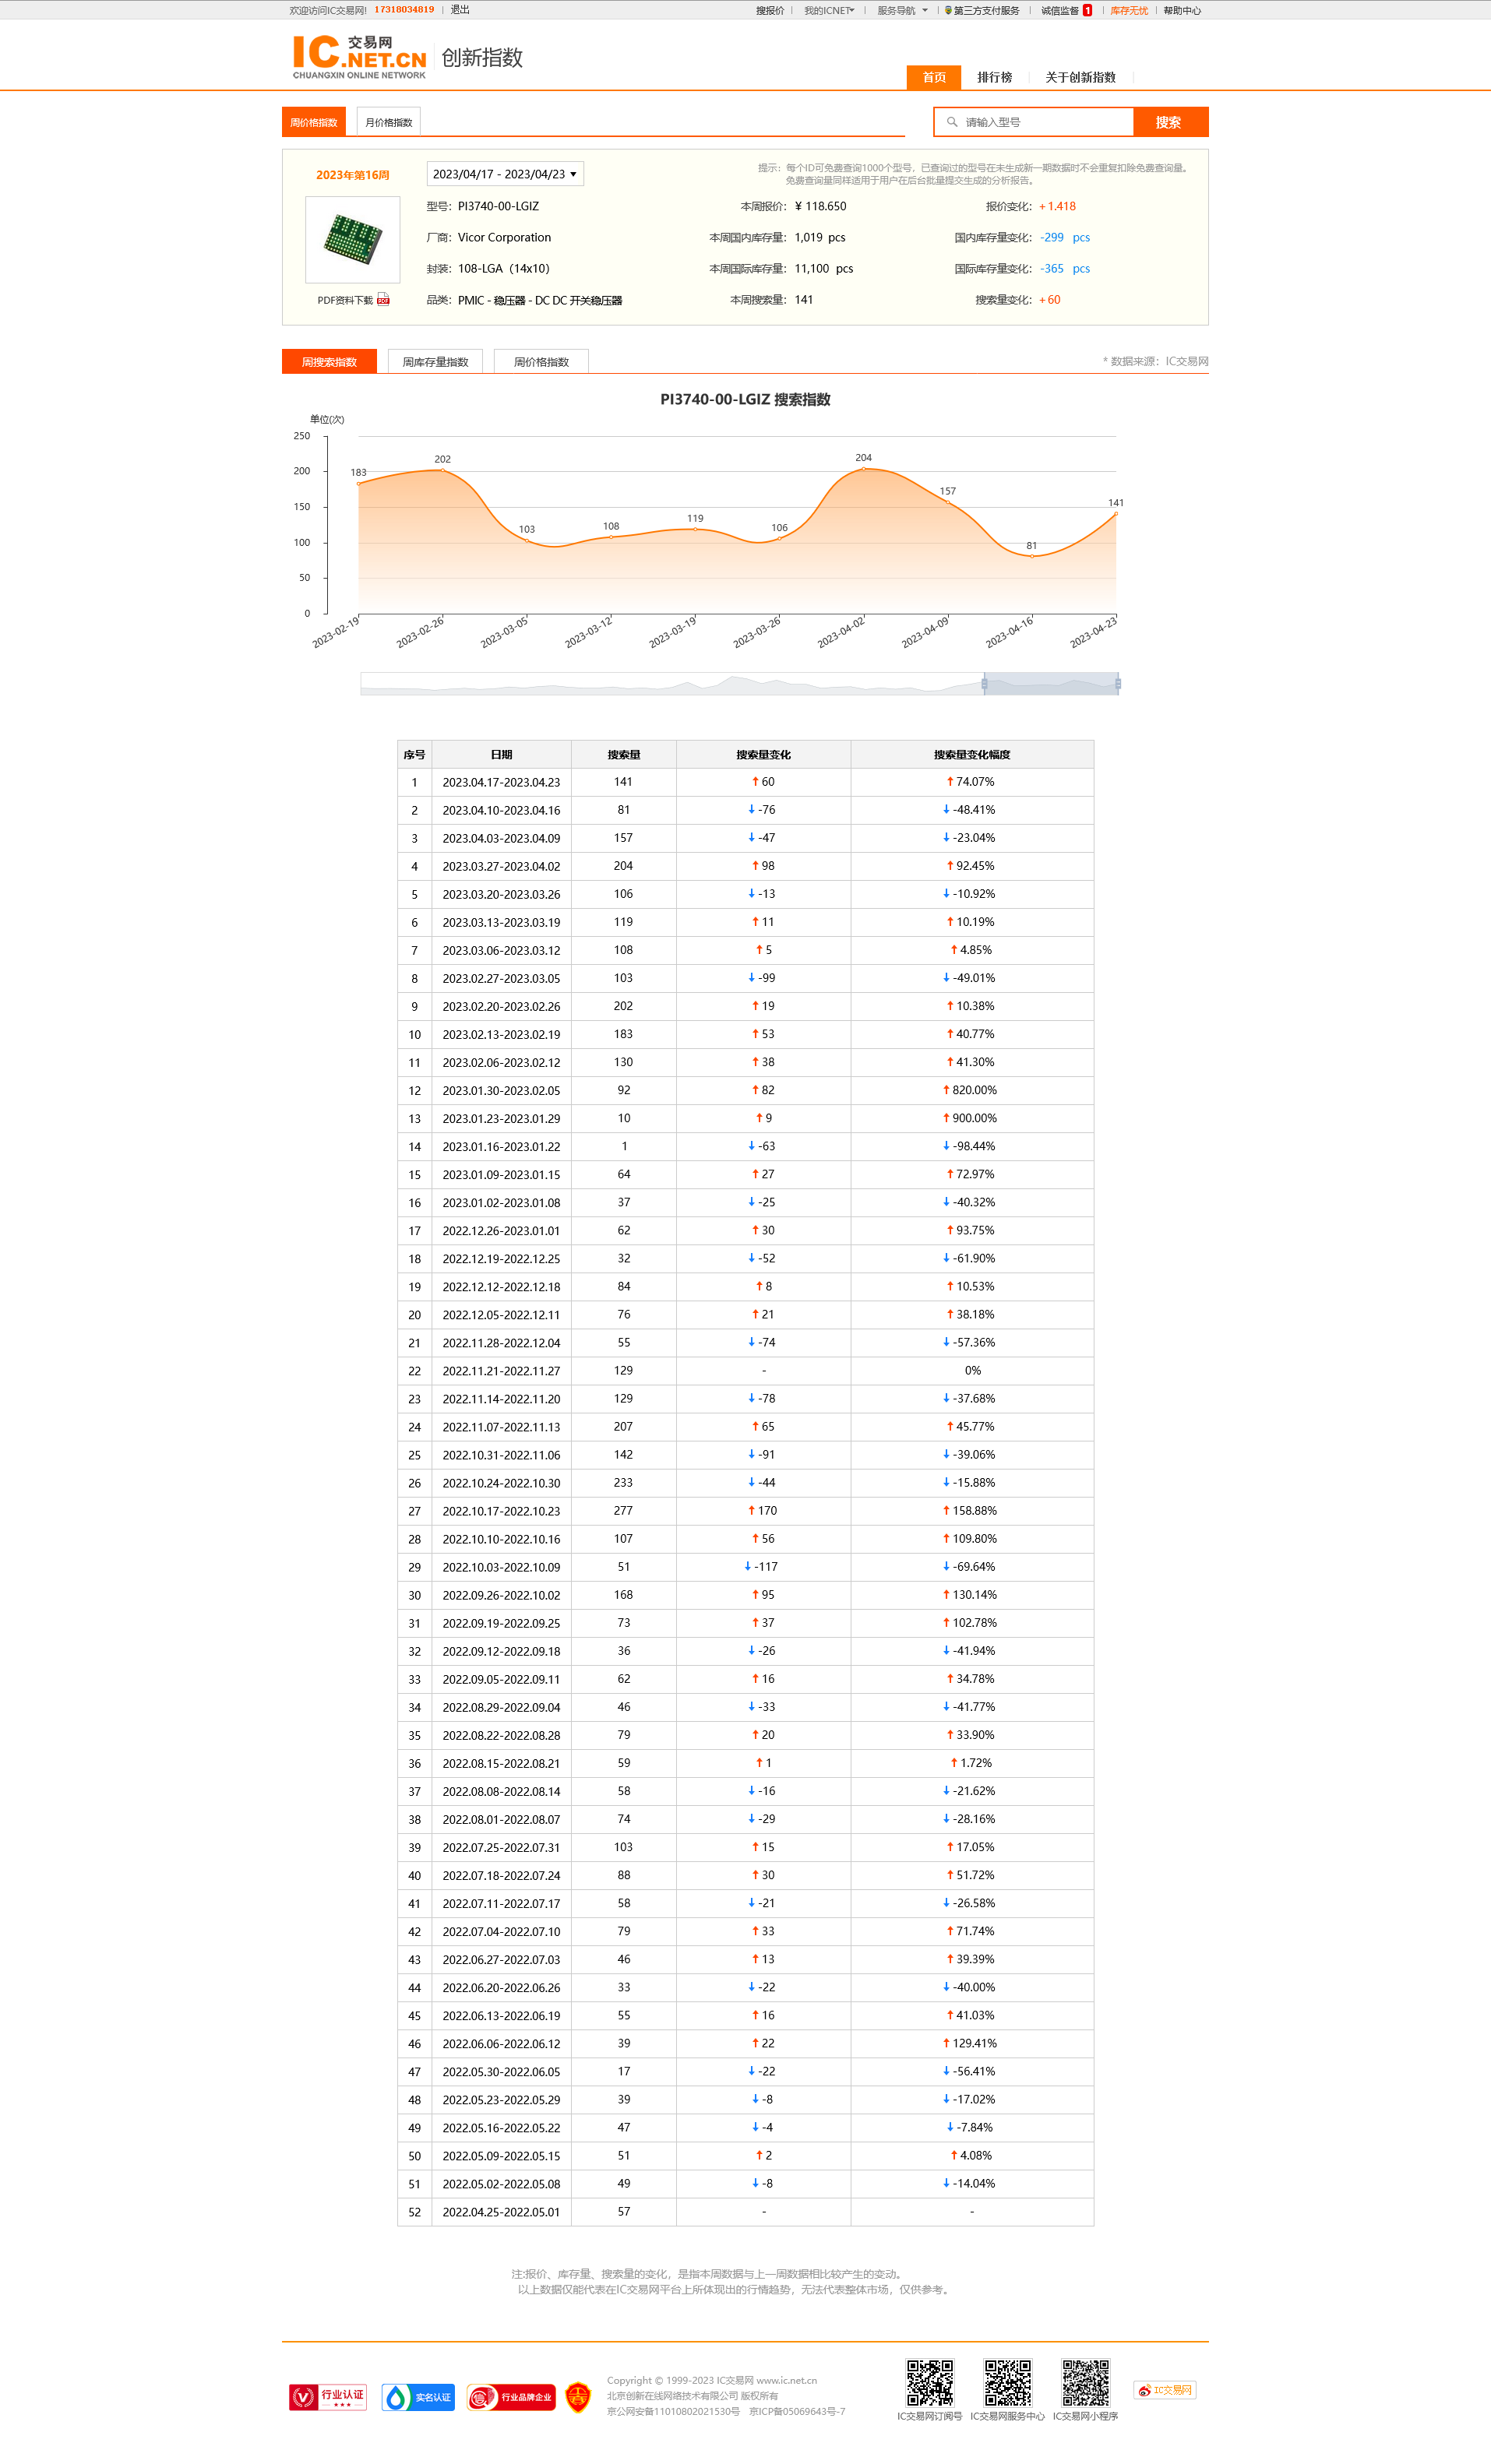 欢迎访问IC交易网! 17318034819 退出 搜报价 我的ICNET 服务导航 第三方支付服务 诚信监督 1 库存无忧 帮助中心
IC 交易网 .NET.CN 创新指数
CHUANGXIN ONLINE NETWORK
首页 排行榜 关于创新指数
周价格指数 月价格指数 请输入型号 搜索
2023年第16周 2023/04/17 - 2023/04/23
提示：每个ID可免费查询1000个型号，已查询过的型号在未生成新一期数据时不会重复扣除免费查询量。
免费查询量同样适用于用户在后台批量提交生成的分析报告。
型号：PI3740-00-LGIZ 本周报价：¥ 118.650 报价变化：+1.418
厂商：Vicor Corporation 本周国内库存量：1,019 pcs 国内库存量变化：-299 pcs
封装：108-LGA（14x10） 本周国际库存量：11,100 pcs 国际库存量变化：-365 pcs
PDF资料下载 PDF 品类：PMIC - 稳压器 - DC DC 开关稳压器 本周搜索量：141 搜索量变化：+60
周搜索指数 周库存量指数 周价格指数 * 数据来源：IC交易网
PI3740-00-LGIZ 搜索指数
单位(次)
250
200
150
100
50
0
183 202 103 108 119 106 204 157 81 141
2023-02-19 2023-02-26 2023-03-05 2023-03-12 2023-03-19 2023-03-26 2023-04-02 2023-04-09 2023-04-16 2023-04-23
序号 日期 搜索量 搜索量变化 搜索量变化幅度
1 2023.04.17-2023.04.23 141 ↑ 60 ↑ 74.07%
2 2023.04.10-2023.04.16 81 ↓ -76 ↓ -48.41%
3 2023.04.03-2023.04.09 157 ↓ -47 ↓ -23.04%
4 2023.03.27-2023.04.02 204 ↑ 98 ↑ 92.45%
5 2023.03.20-2023.03.26 106 ↓ -13 ↓ -10.92%
6 2023.03.13-2023.03.19 119 ↑ 11 ↑ 10.19%
7 2023.03.06-2023.03.12 108 ↑ 5 ↑ 4.85%
8 2023.02.27-2023.03.05 103 ↓ -99 ↓ -49.01%
9 2023.02.20-2023.02.26 202 ↑ 19 ↑ 10.38%
10 2023.02.13-2023.02.19 183 ↑ 53 ↑ 40.77%
11 2023.02.06-2023.02.12 130 ↑ 38 ↑ 41.30%
12 2023.01.30-2023.02.05 92 ↑ 82 ↑ 820.00%
13 2023.01.23-2023.01.29 10 ↑ 9 ↑ 900.00%
14 2023.01.16-2023.01.22 1 ↓ -63 ↓ -98.44%
15 2023.01.09-2023.01.15 64 ↑ 27 ↑ 72.97%
16 2023.01.02-2023.01.08 37 ↓ -25 ↓ -40.32%
17 2022.12.26-2023.01.01 62 ↑ 30 ↑ 93.75%
18 2022.12.19-2022.12.25 32 ↓ -52 ↓ -61.90%
19 2022.12.12-2022.12.18 84 ↑ 8 ↑ 10.53%
20 2022.12.05-2022.12.11 76 ↑ 21 ↑ 38.18%
21 2022.11.28-2022.12.04 55 ↓ -74 ↓ -57.36%
22 2022.11.21-2022.11.27 129 - 0%
23 2022.11.14-2022.11.20 129 ↓ -78 ↓ -37.68%
24 2022.11.07-2022.11.13 207 ↑ 65 ↑ 45.77%
25 2022.10.31-2022.11.06 142 ↓ -91 ↓ -39.06%
26 2022.10.24-2022.10.30 233 ↓ -44 ↓ -15.88%
27 2022.10.17-2022.10.23 277 ↑ 170 ↑ 158.88%
28 2022.10.10-2022.10.16 107 ↑ 56 ↑ 109.80%
29 2022.10.03-2022.10.09 51 ↓ -117 ↓ -69.64%
30 2022.09.26-2022.10.02 168 ↑ 95 ↑ 130.14%
31 2022.09.19-2022.09.25 73 ↑ 37 ↑ 102.78%
32 2022.09.12-2022.09.18 36 ↓ -26 ↓ -41.94%
33 2022.09.05-2022.09.11 62 ↑ 16 ↑ 34.78%
34 2022.08.29-2022.09.04 46 ↓ -33 ↓ -41.77%
35 2022.08.22-2022.08.28 79 ↑ 20 ↑ 33.90%
36 2022.08.15-2022.08.21 59 ↑ 1 ↑ 1.72%
37 2022.08.08-2022.08.14 58 ↓ -16 ↓ -21.62%
38 2022.08.01-2022.08.07 74 ↓ -29 ↓ -28.16%
39 2022.07.25-2022.07.31 103 ↑ 15 ↑ 17.05%
40 2022.07.18-2022.07.24 88 ↑ 30 ↑ 51.72%
41 2022.07.11-2022.07.17 58 ↓ -21 ↓ -26.58%
42 2022.07.04-2022.07.10 79 ↑ 33 ↑ 71.74%
43 2022.06.27-2022.07.03 46 ↑ 13 ↑ 39.39%
44 2022.06.20-2022.06.26 33 ↓ -22 ↓ -40.00%
45 2022.06.13-2022.06.19 55 ↑ 16 ↑ 41.03%
46 2022.06.06-2022.06.12 39 ↑ 22 ↑ 129.41%
47 2022.05.30-2022.06.05 17 ↓ -22 ↓ -56.41%
48 2022.05.23-2022.05.29 39 ↓ -8 ↓ -17.02%
49 2022.05.16-2022.05.22 47 ↓ -4 ↓ -7.84%
50 2022.05.09-2022.05.15 51 ↑ 2 ↑ 4.08%
51 2022.05.02-2022.05.08 49 ↓ -8 ↓ -14.04%
52 2022.04.25-2022.05.01 57 - -
注:报价、库存量、搜索量的变化，是指本周数据与上一周数据相比较产生的变动。
以上数据仅能代表在IC交易网平台上所体现出的行情趋势，无法代表整体市场，仅供参考。
行业认证 实名认证 行业品牌企业
Copyright © 1999-2023 IC交易网 www.ic.net.cn
北京创新在线网络技术有限公司 版权所有
京公网安备11010802021530号 京ICP备05069643号-7
IC交易网订阅号 IC交易网服务中心 IC交易网小程序
IC交易网